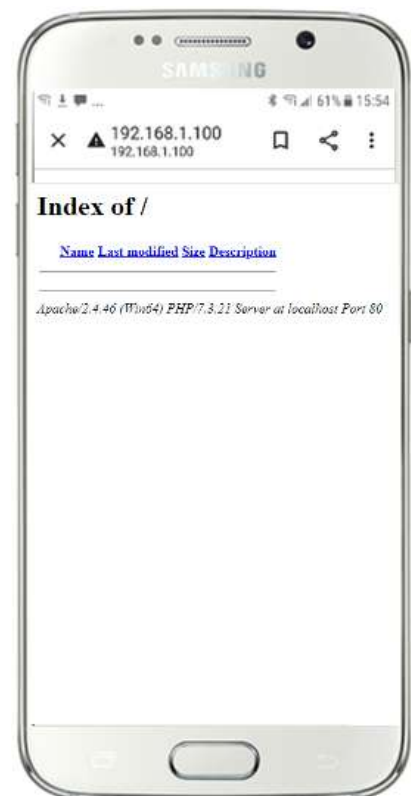 SAMSUNG
... 61% 15:54
192.168.1.100
192.168.1.100
Index of /
Name Last modified Size Description
Apache/2.4.46 (Win64) PHP/7.3.21 Server at localhost Port 80